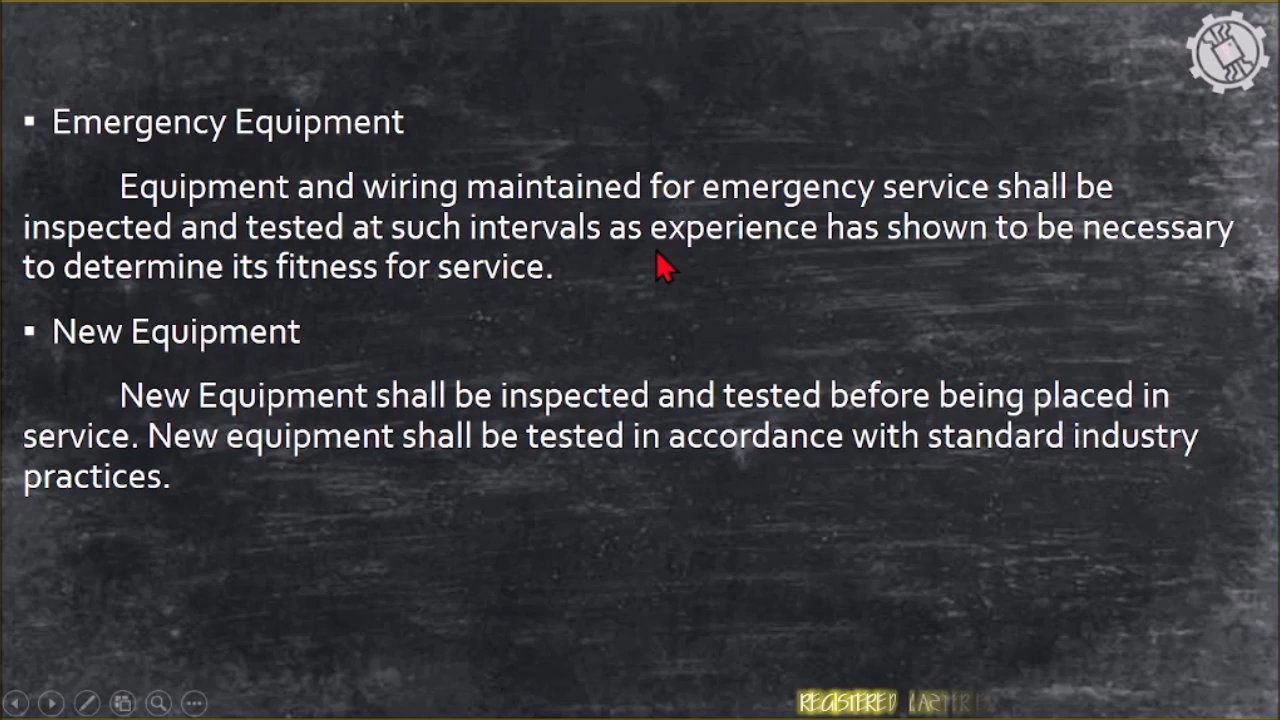 ▪ Emergency Equipment
Equipment and wiring maintained for emergency service shall be
inspected and tested at such intervals as experience has shown to be necessary
to determine its fitness for service.
▪ New Equipment
New Equipment shall be inspected and tested before being placed in
service. New equipment shall be tested in accordance with standard industry
practices.
REGISTERED